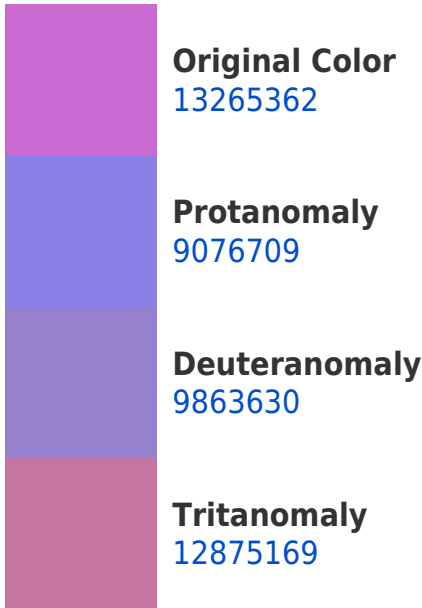 Original Color
13265362
Protanomaly
9076709
Deuteranomaly
9863630
Tritanomaly
12875169